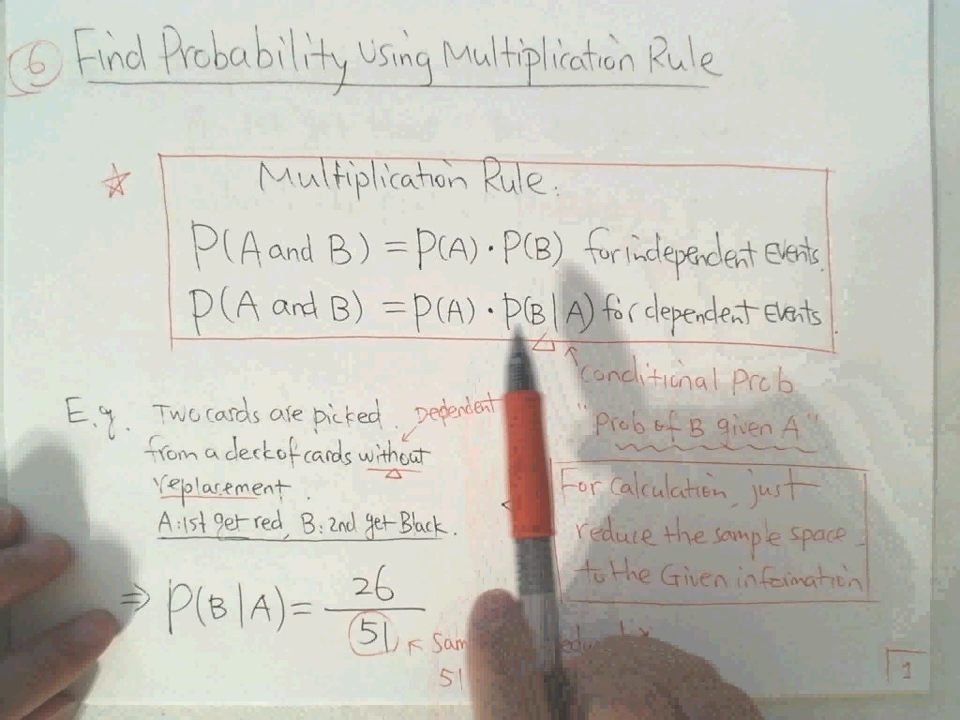 6 Find Probability Using Multiplication Rule
Multiplication Rule:
P(A and B) = P(A) · P(B) for independent Events.
P(A and B) = P(A) · P(B|A) for dependent Events.
Conditional Prob
"Prob of B given A"
E.g. Two cards are picked
Dependent
from a deck of cards without
replacement.
A: 1st get red, B: 2nd get Black.
For Calculation, just
reduce the sample space
to the Given information
⇒ P(B|A) = 26
51
51
1